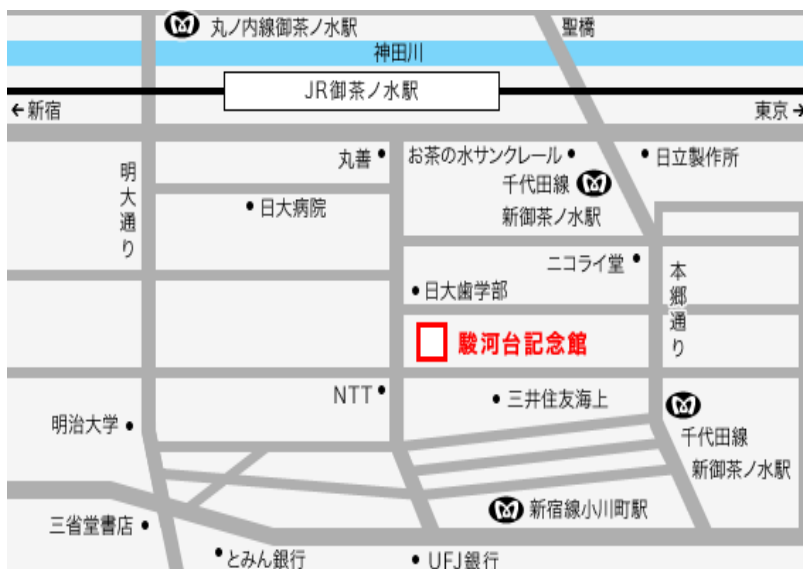 丸ノ内線御茶ノ水駅
聖橋
神田川
JR御茶ノ水駅
←新宿
東京→
丸善
お茶の水サンクレール
日立製作所
明大通り
千代田線
新御茶ノ水駅
日大病院
ニコライ堂
本郷通り
日大歯学部
駿河台記念館
NTT
三井住友海上
明治大学
千代田線
新御茶ノ水駅
新宿線小川町駅
三省堂書店
とみん銀行
UFJ銀行